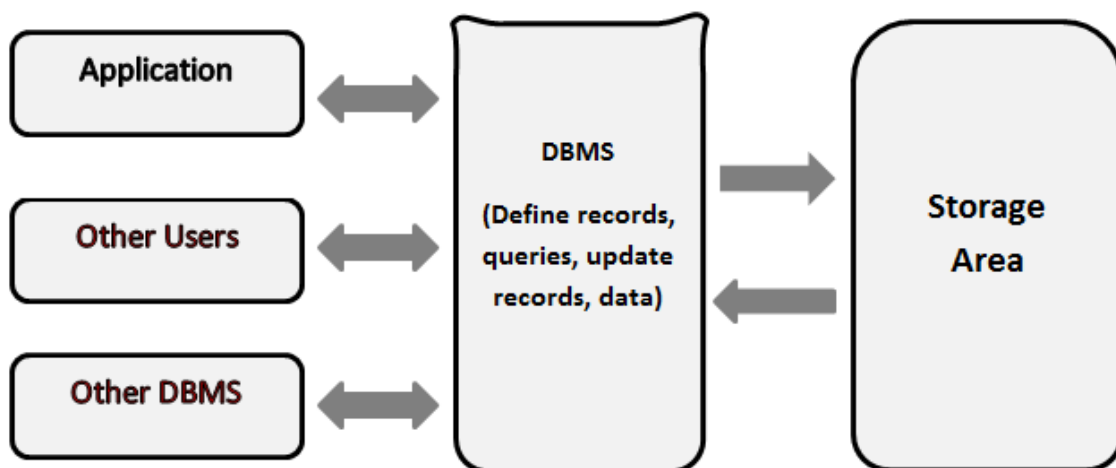 Application
Other Users
Other DBMS
DBMS
(Define records,
queries, update
records, data)
Storage
Area